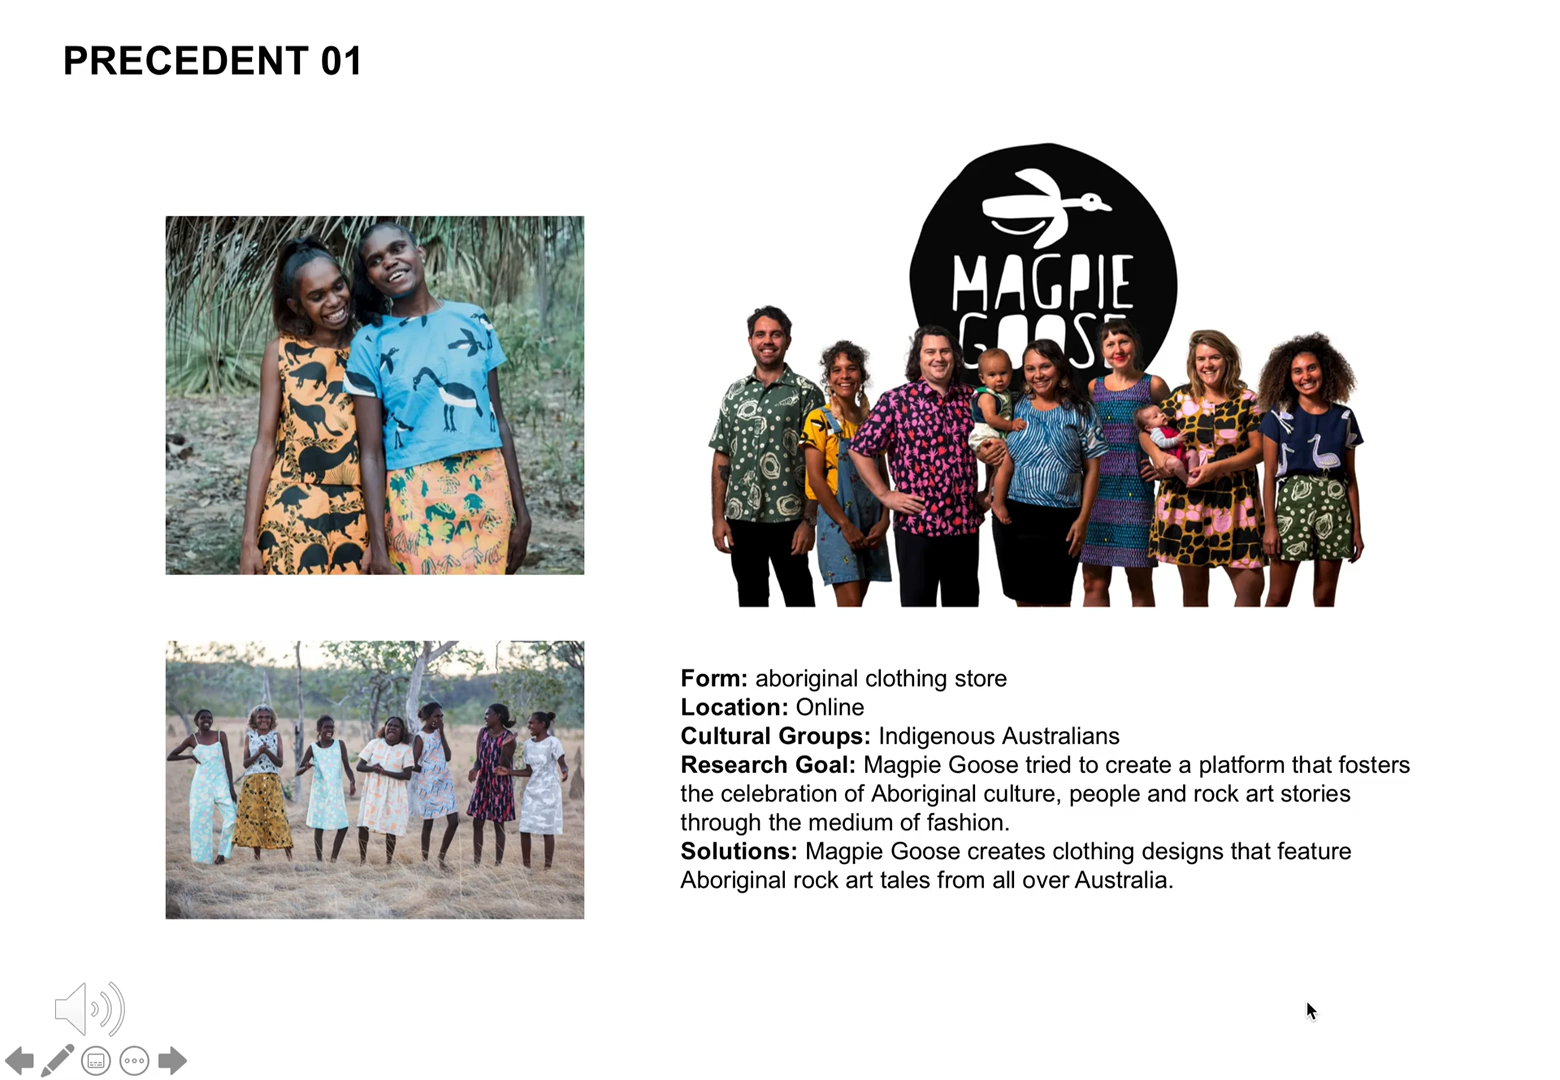 PRECEDENT 01
MAGPIE
GOOSE
Form: aboriginal clothing store
Location: Online
Cultural Groups: Indigenous Australians
Research Goal: Magpie Goose tried to create a platform that fosters
the celebration of Aboriginal culture, people and rock art stories
through the medium of fashion.
Solutions: Magpie Goose creates clothing designs that feature
Aboriginal rock art tales from all over Australia.